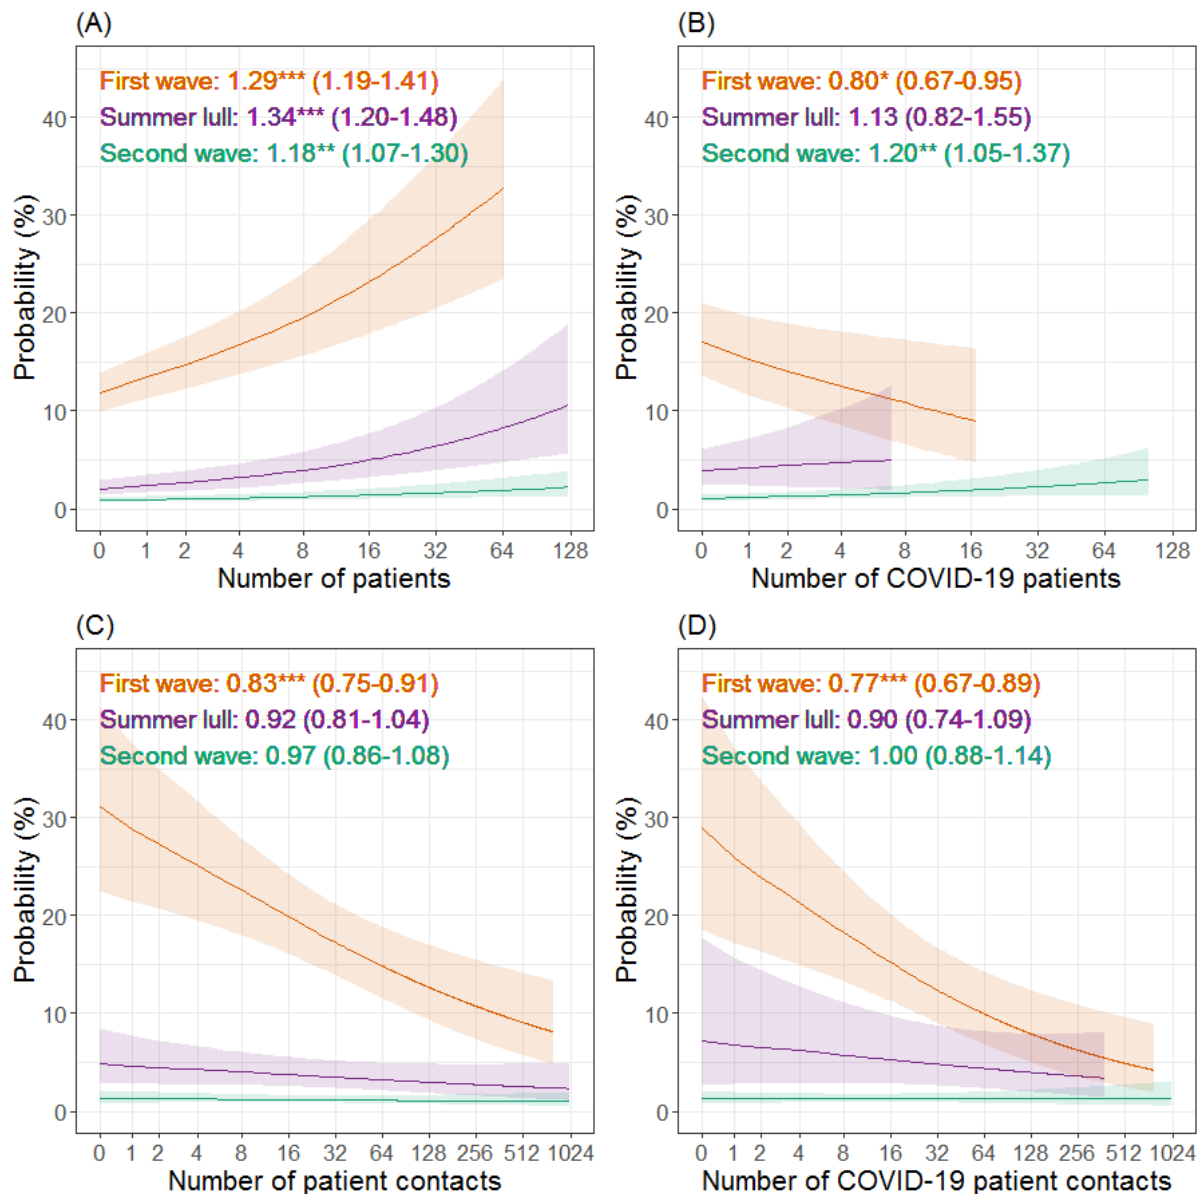 (A)
First wave: 1.29*** (1.19-1.41)
Summer lull: 1.34*** (1.20-1.48)
Second wave: 1.18** (1.07-1.30)
Probability (%)
40
30
20
10
0
0 1 2 4 8 16 32 64 128
Number of patients
(B)
First wave: 0.80* (0.67-0.95)
Summer lull: 1.13 (0.82-1.55)
Second wave: 1.20** (1.05-1.37)
Probability (%)
40
30
20
10
0
0 1 2 4 8 16 32 64 128
Number of COVID-19 patients
(C)
First wave: 0.83*** (0.75-0.91)
Summer lull: 0.92 (0.81-1.04)
Second wave: 0.97 (0.86-1.08)
Probability (%)
40
30
20
10
0
0 1 2 4 8 16 32 64 128 256 512 1024
Number of patient contacts
(D)
First wave: 0.77*** (0.67-0.89)
Summer lull: 0.90 (0.74-1.09)
Second wave: 1.00 (0.88-1.14)
Probability (%)
40
30
20
10
0
0 1 2 4 8 16 32 64 128 256 512 1024
Number of COVID-19 patient contacts